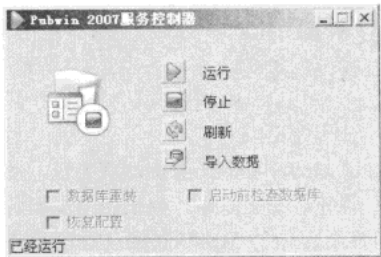 Pubwin 2007服务控制器
运行
停止
刷新
导入数据
数据库重装
启动前检查数据库
恢复配置
已经运行